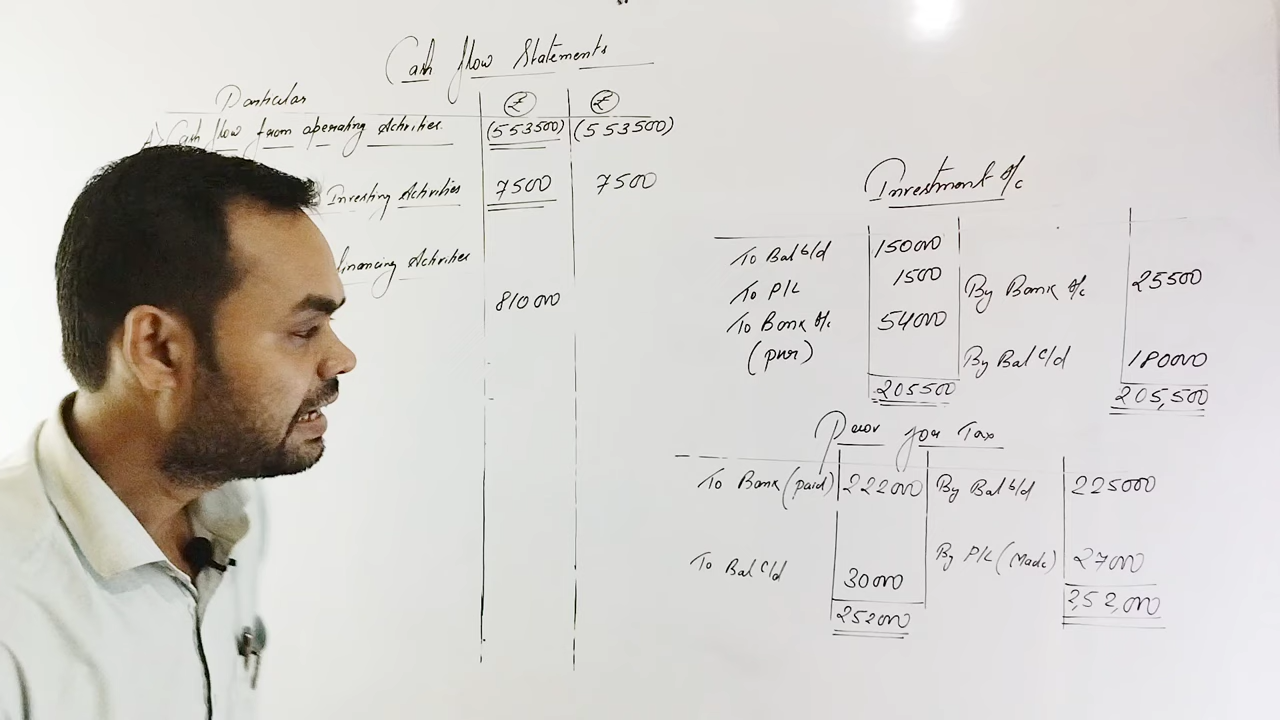 Cash flow Statements
Particular ₹ ₹
A> Cash flow from operating Activities. (553500) (553500)
Investing Activities 7500 7500
financing Activities
810000
Investment A/c
To Bal b/d 150000
To P/L 1500 By Bank A/c 25500
To Bank A/c 54000
(pur) By Bal c/d 180000
205500 205,500
Prov for Tax
To Bank (paid) 222000 By Bal b/d 225000
To Bal c/d 30000 By P/L (Made) 27000
252000 2,52,000